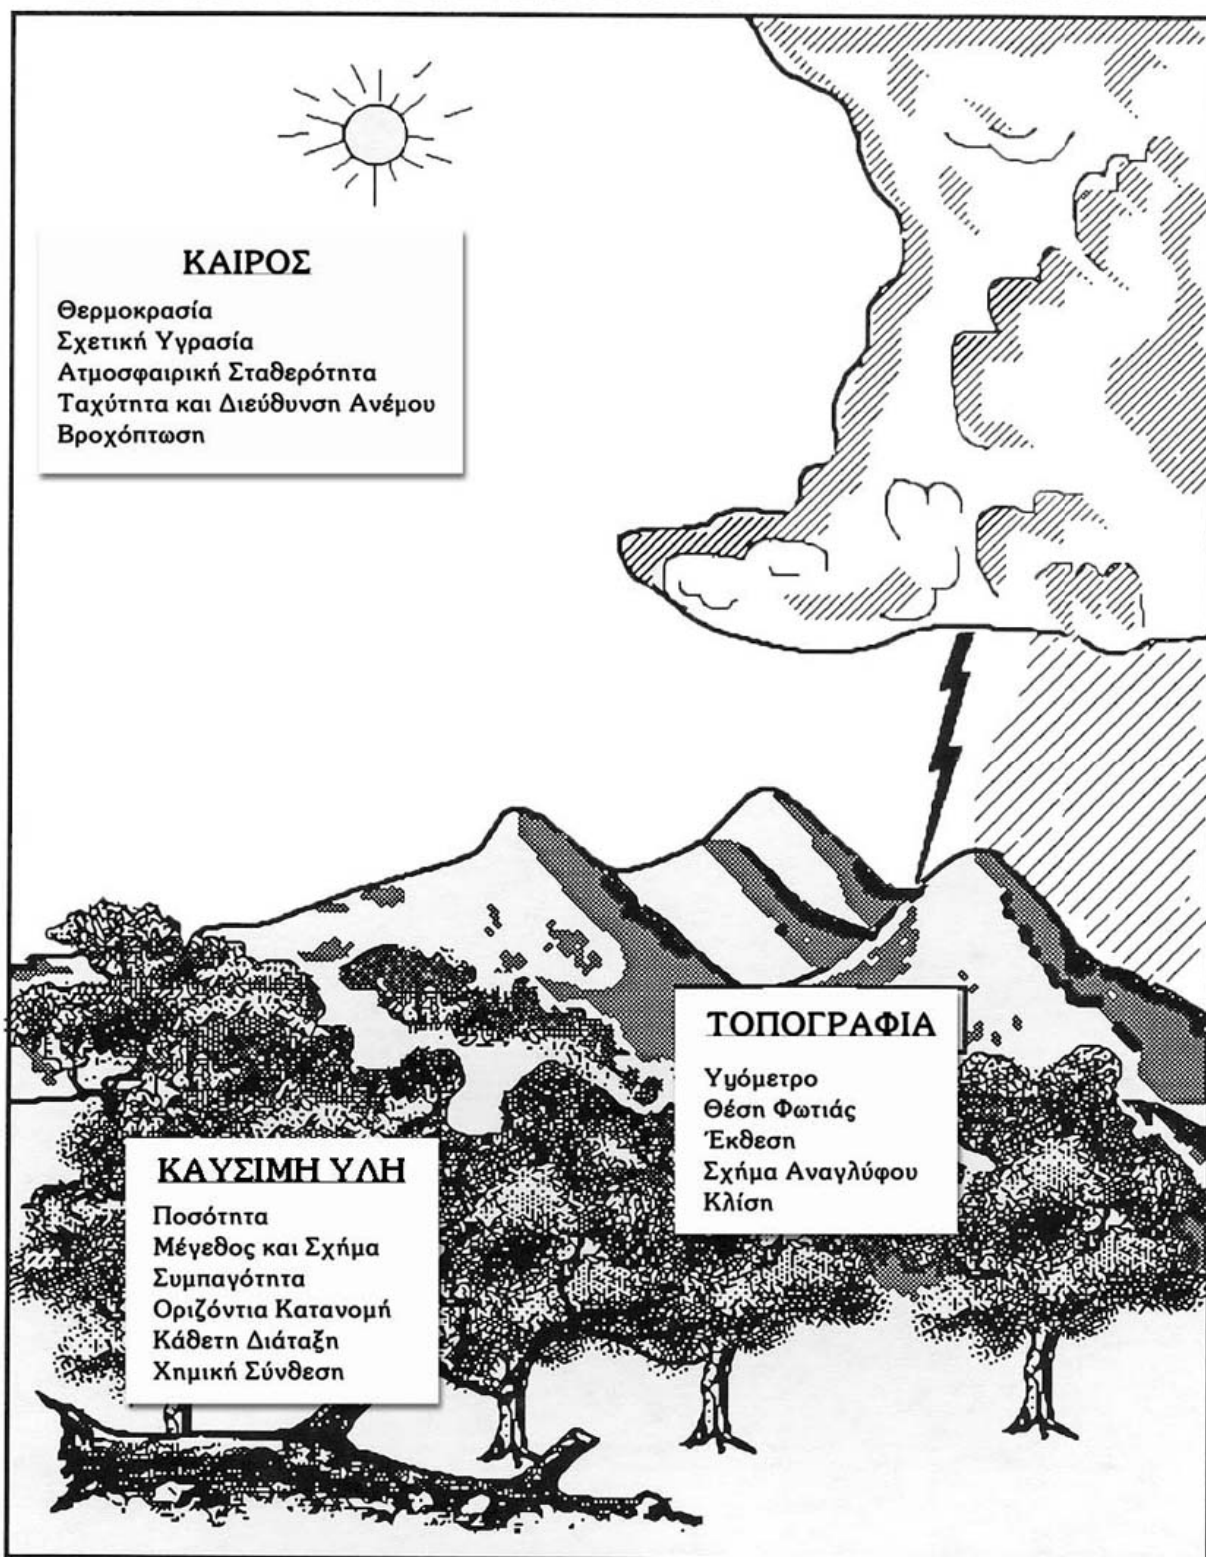 ΚΑΙΡΟΣ
Θερμοκρασία
Σχετική Υγρασία
Ατμοσφαιρική Σταθερότητα
Ταχύτητα και Διεύθυνση Ανέμου
Βροχόπτωση
ΤΟΠΟΓΡΑΦΙΑ
Υψόμετρο
Θέση Φωτιάς
Έκθεση
Σχήμα Αναγλύφου
Κλίση
ΚΑΥΣΙΜΗ ΥΛΗ
Ποσότητα
Μέγεθος και Σχήμα
Συμπαγότητα
Οριζόντια Κατανομή
Κάθετη Διάταξη
Χημική Σύνθεση